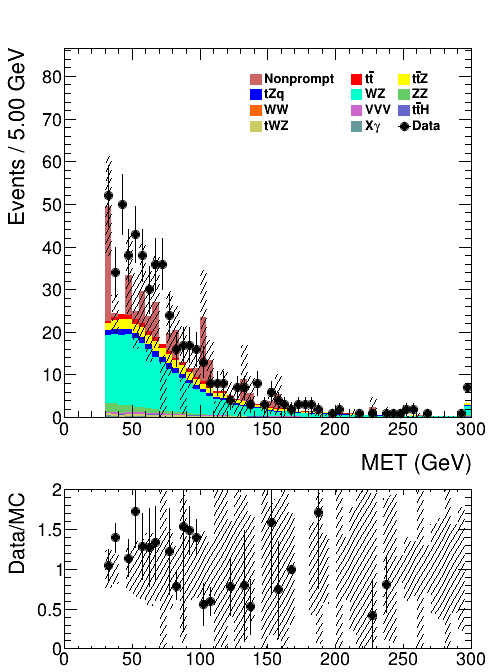 Events / 5.00 GeV
80
70
60
50
40
30
20
10
0
Nonprompt tt̄ tt̄Z
tZq WZ ZZ
WW VVV tt̄H
tWZ Xγ Data
0 50 100 150 200 250 300
MET (GeV)
Data/MC
2
1.5
1
0.5
0
0 50 100 150 200 250 300